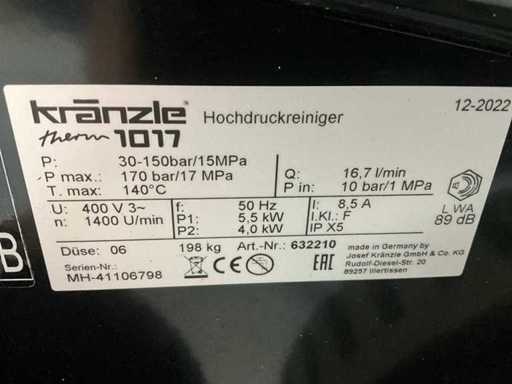 kränzle Hochdruckreiniger 12-2022
therm 1017
P: 30-150bar/15MPa
P max.: 170 bar/17 MPa Q: 16,7 l/min
T. max.: 140°C P in: 10 bar/1 MPa
U: 400 V 3~ f: 50 Hz I: 8,5 A
n: 1400 U/min P1: 5,5 kW I.Kl.: F
P2: 4,0 kW IP X5
LWA
89 dB
Düse: 06 198 kg Art.-Nr.: 632210
MH-41106798
CE EAC
made in Germany by
Josef Kränzle GmbH & Co. KG
Rudolf-Diesel-Str. 20
89257 Illertissen
B